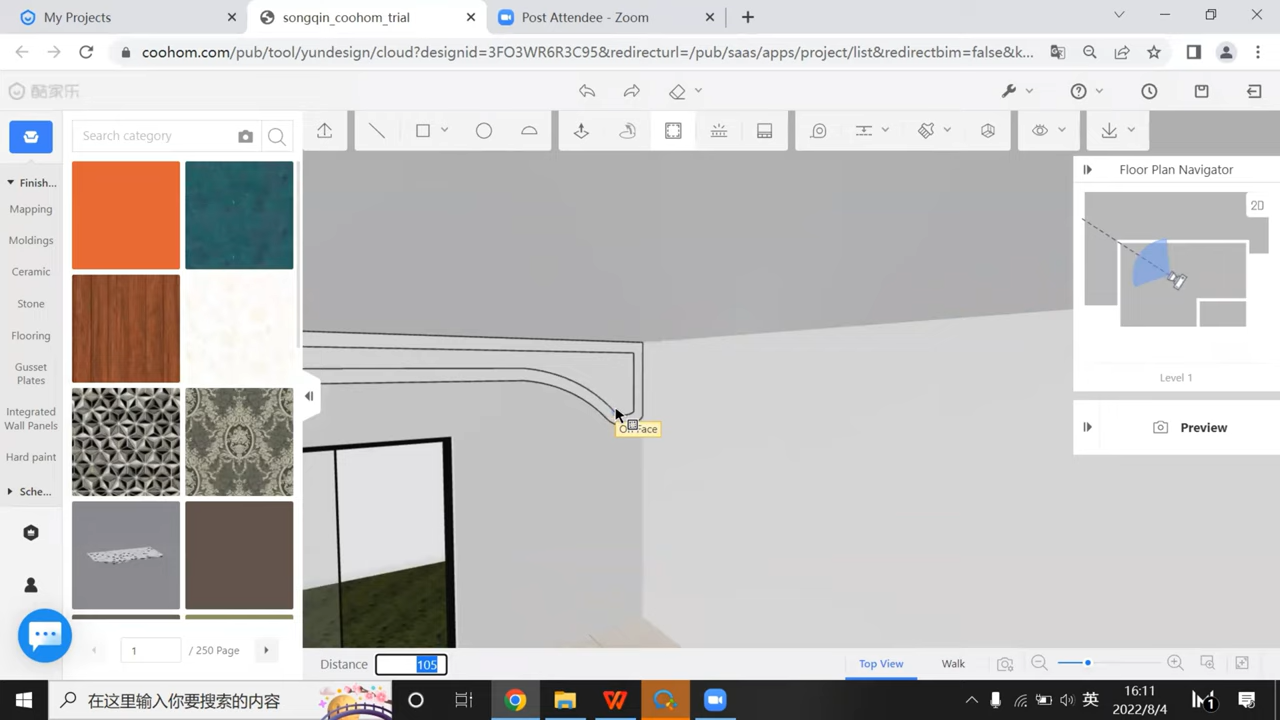 My Projects
songqin_coohom_trial
Post Attendee - Zoom
coohom.com/pub/tool/yundesign/cloud?designid=3FO3WR6R3C95&redirecturl=/pub/saas/apps/project/list&redirectbim=false&k...
酷家乐
Search category
Finish...
Mapping
Moldings
Ceramic
Stone
Flooring
Gusset
Plates
Integrated
Wall Panels
Hard paint
Sche...
1
/ 250 Page
On Face
Floor Plan Navigator
2D
Level 1
Preview
Distance
105
Top View
Walk
在这里输入你要搜索的内容
英
16:11
2022/8/4
1